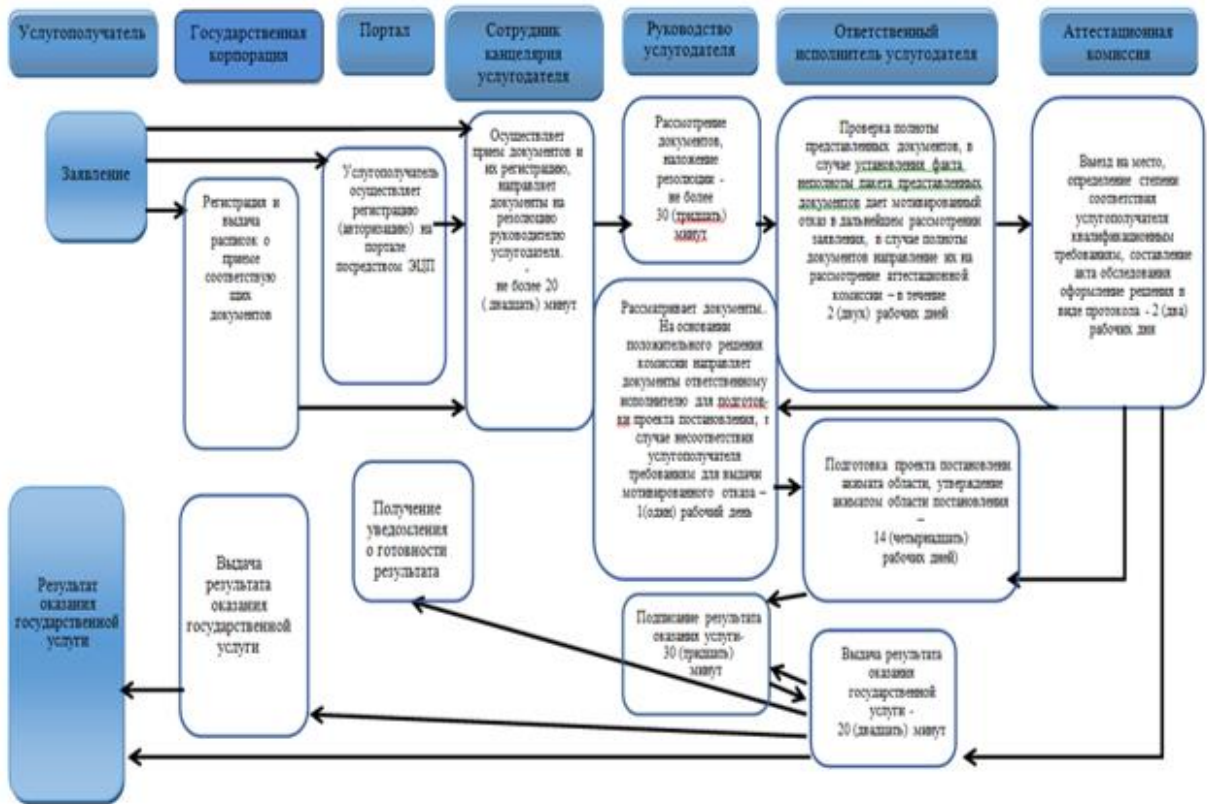 Услугополучатель
Государственная
корпорация
Портал
Сотрудник
канцелярия
услугодателя
Руководство
услугодателя
Ответственный
исполнитель услугодателя
Аттестационная
комиссия
Заявление
Регистрация и
выдача
расписок о
приеме
соответствую
щих
документов
Услугополучатель
осуществляет
регистрацию
(авторизацию) на
портале
посредством ЭЦП
Осуществляет
прием документов и
их регистрацию,
направляет
документы на
резолюцию
руководителю
услугодателя.
-
не более 20
(двадцать) минут
Рассмотрение
документов,
наложение
резолюции -
не более
30 (тридцать)
минут
Проверка полноты
представленных документов, в
случае установления факта
неполноты пакета представленных
документов дает мотивированный
отказ в дальнейшем рассмотрении
заявления, в случае полноты
документов направление их на
рассмотрение аттестационной
комиссии – в течение
2 (двух) рабочих дней
Выезд на место,
определение степени
соответствия
услугополучателя
квалификационным
требованиям, составление
акта обследования
оформление решения в
виде протокола - 2 (два)
рабочих дня
Рассматривает документы..
На основании
положительного решения
комиссии направляет
документы ответственному
исполнителю для подготов-
ки проекта постановления, в
случае несоответствия
услугополучателя
требованиям для выдачи
мотивированного отказа –
1(один) рабочий день
Подготовка проекта постановлени
акимата области, утверждение
акиматом области постановления
–
14 (четырнадцать)
рабочих дней)
Получение
уведомления
о готовности
результата
Выдача
результата
оказания
государственной
услуги
Результат
оказания
государственной
услуги
Подписание результата
оказания услуги-
30 (тридцать)
минут
Выдача результата
оказания
государственной
услуги -
20 (двадцать) минут